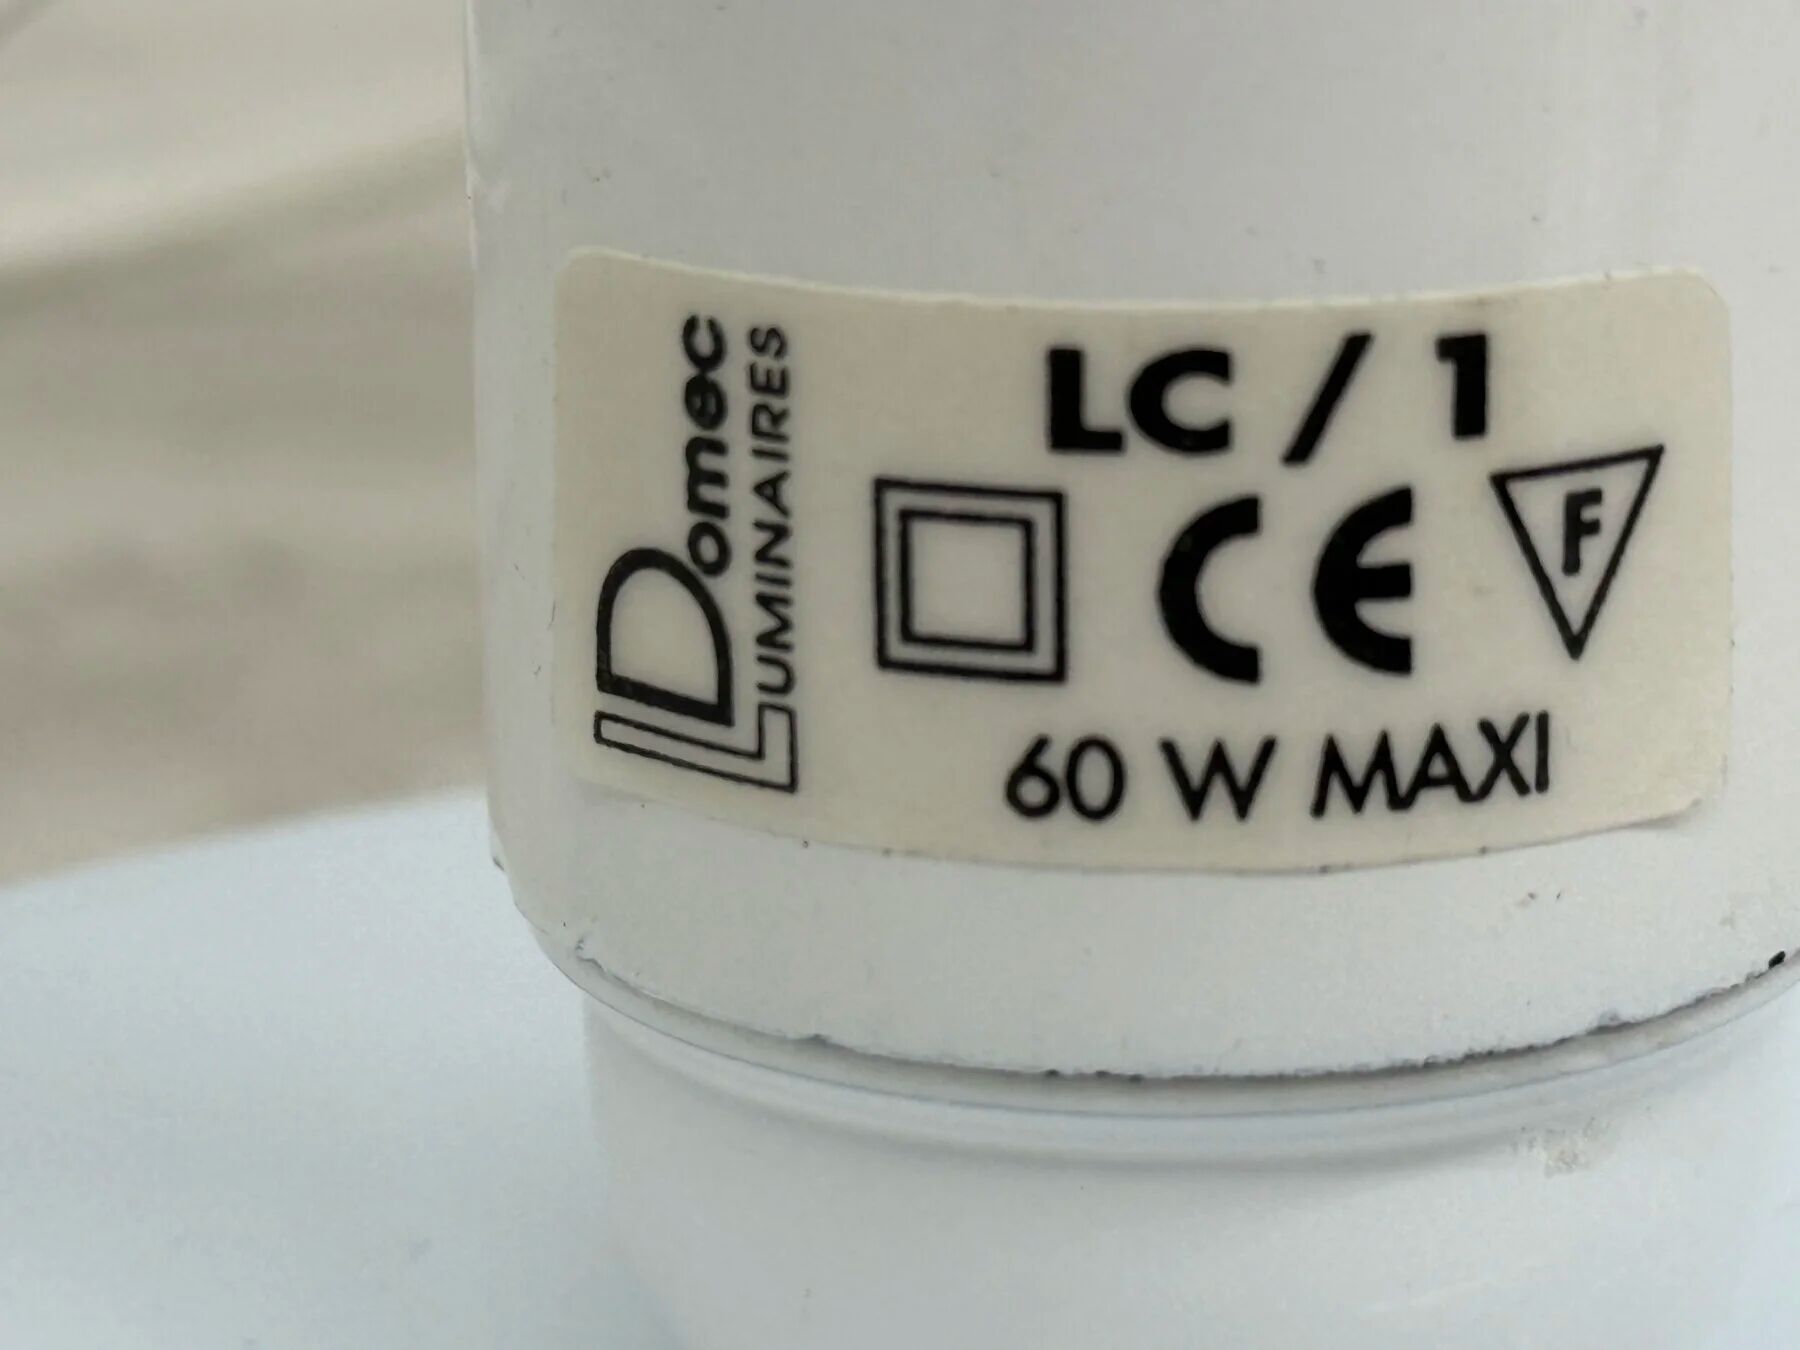 Domec
LUMINAIRES
LC / 1
CE
F
60 W MAXI